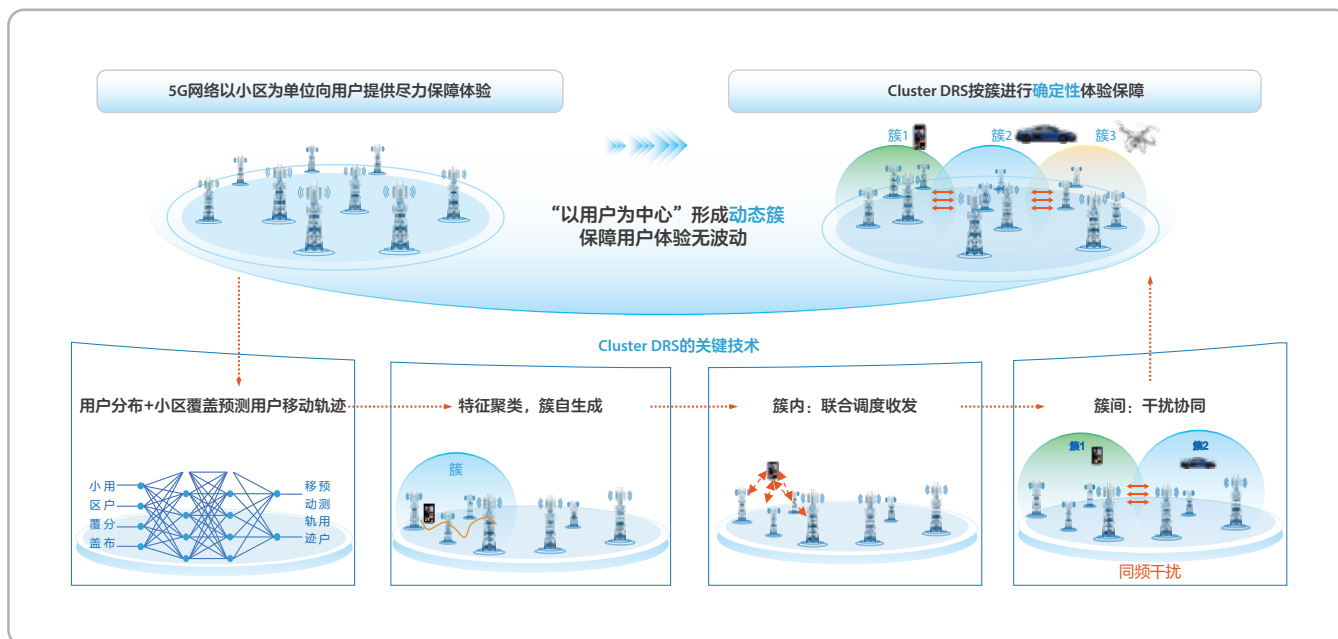 5G网络以小区为单位向用户提供尽力保障体验
Cluster DRS按簇进行确定性体验保障
簇1
簇2
簇3
“以用户为中心”形成动态簇
保障用户体验无波动
Cluster DRS的关键技术
用户分布+小区覆盖预测用户移动轨迹
小用
区户
覆分
盖布
移预
动测
轨用
迹户
特征聚类，簇自生成
簇
簇内：联合调度收发
簇间：干扰协同
簇1
簇2
同频干扰